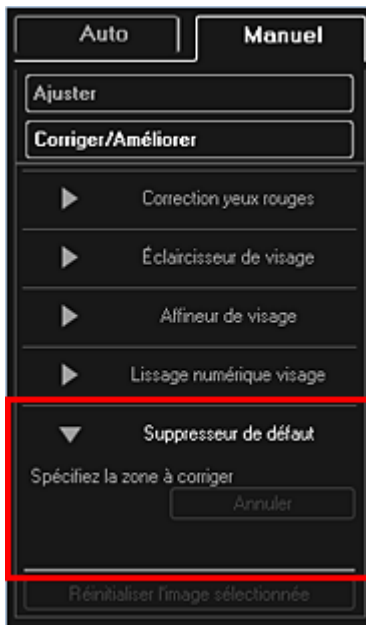 Auto Manuel
Ajuster
Corriger/Améliorer
Correction yeux rouges
Éclaircisseur de visage
Affineur de visage
Lissage numérique visage
Suppresseur de défaut
Spécifiez la zone à corriger
Annuler
Réinitialiser l'image sélectionnée